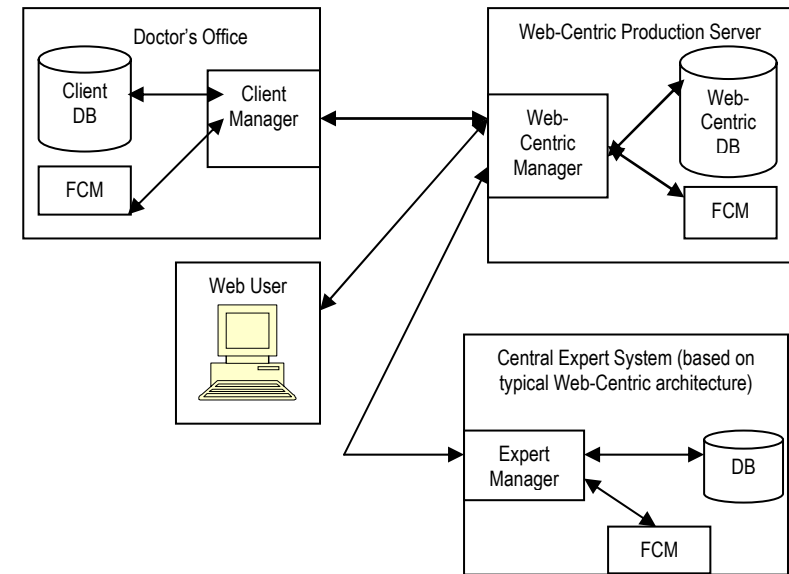 Doctor's Office
Client
DB
Client
Manager
FCM
Web-Centric Production Server
Web-
Centric
Manager
Web-
Centric
DB
FCM
Web User
Central Expert System (based on
typical Web-Centric architecture)
Expert
Manager
DB
FCM